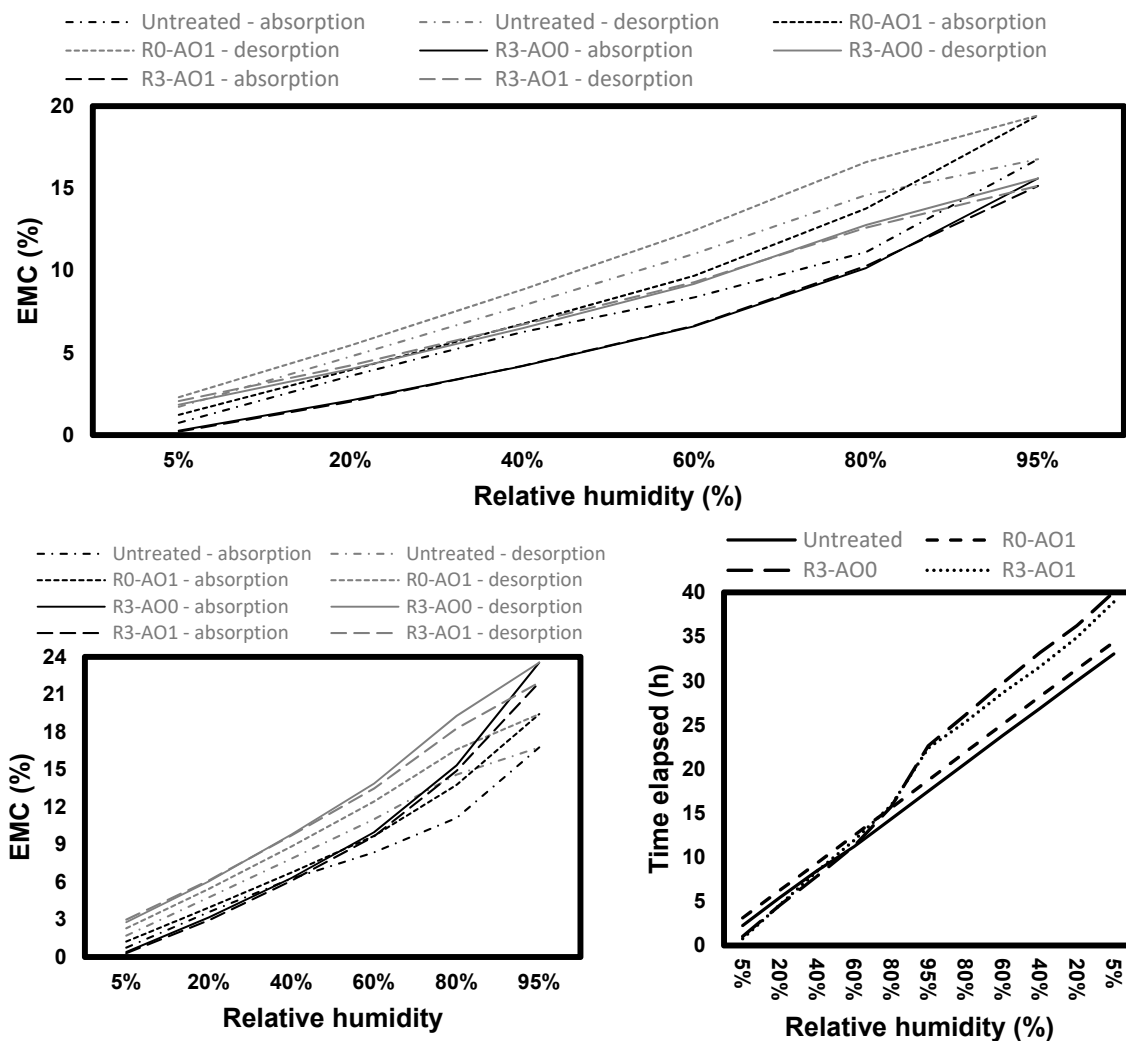 Untreated - absorption Untreated - desorption R0-AO1 - absorption
R0-AO1 - desorption R3-AO0 - absorption R3-AO0 - desorption
R3-AO1 - absorption R3-AO1 - desorption
20
15
10
5
0
EMC (%)
5% 20% 40% 60% 80% 95%
Relative humidity (%)
Untreated - absorption Untreated - desorption
R0-AO1 - absorption R0-AO1 - desorption
R3-AO0 - absorption R3-AO0 - desorption
R3-AO1 - absorption R3-AO1 - desorption
24
21
18
15
12
9
6
3
0
EMC (%)
5% 20% 40% 60% 80% 95%
Relative humidity
Untreated R0-AO1
R3-AO0 R3-AO1
40
35
30
25
20
15
10
5
0
Time elapsed (h)
5% 20% 40% 60% 80% 95% 80% 60% 40% 20% 5%
Relative humidity (%)